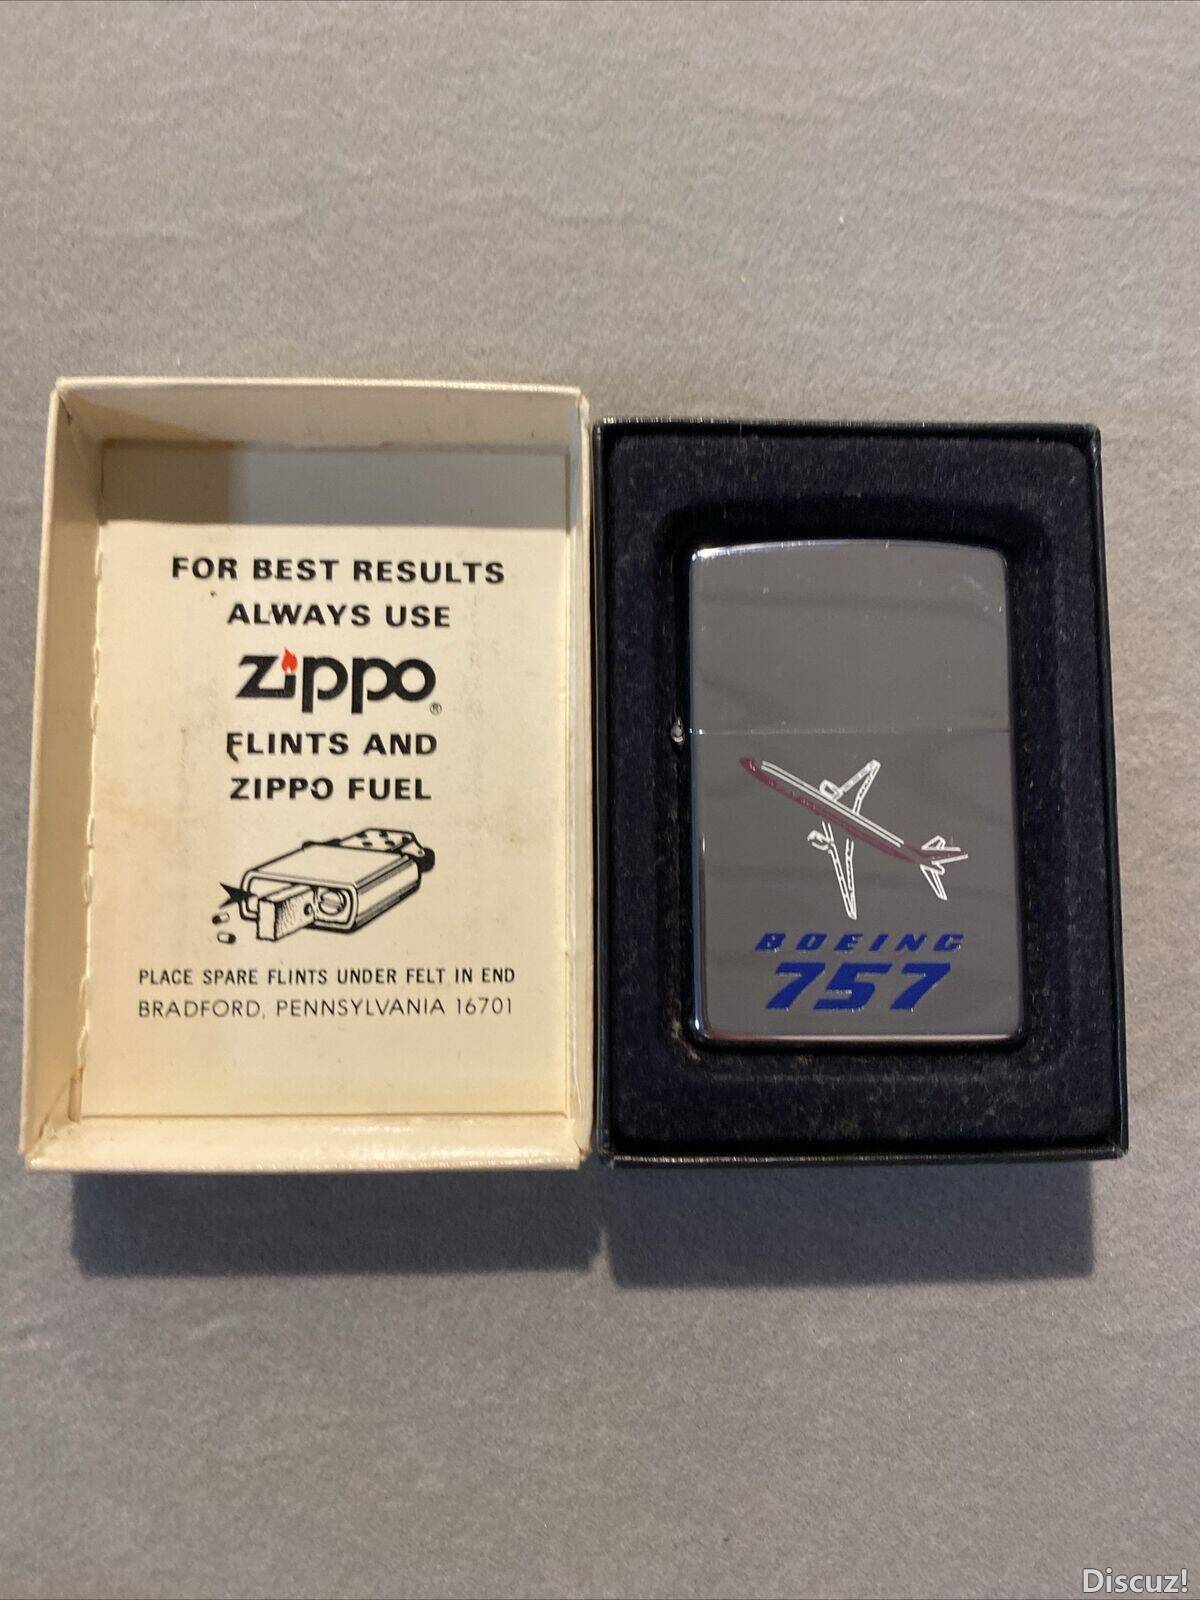 FOR BEST RESULTS
ALWAYS USE
Zippo®
FLINTS AND
ZIPPO FUEL
PLACE SPARE FLINTS UNDER FELT IN END
BRADFORD, PENNSYLVANIA 16701
BOEING
757
Discuz!